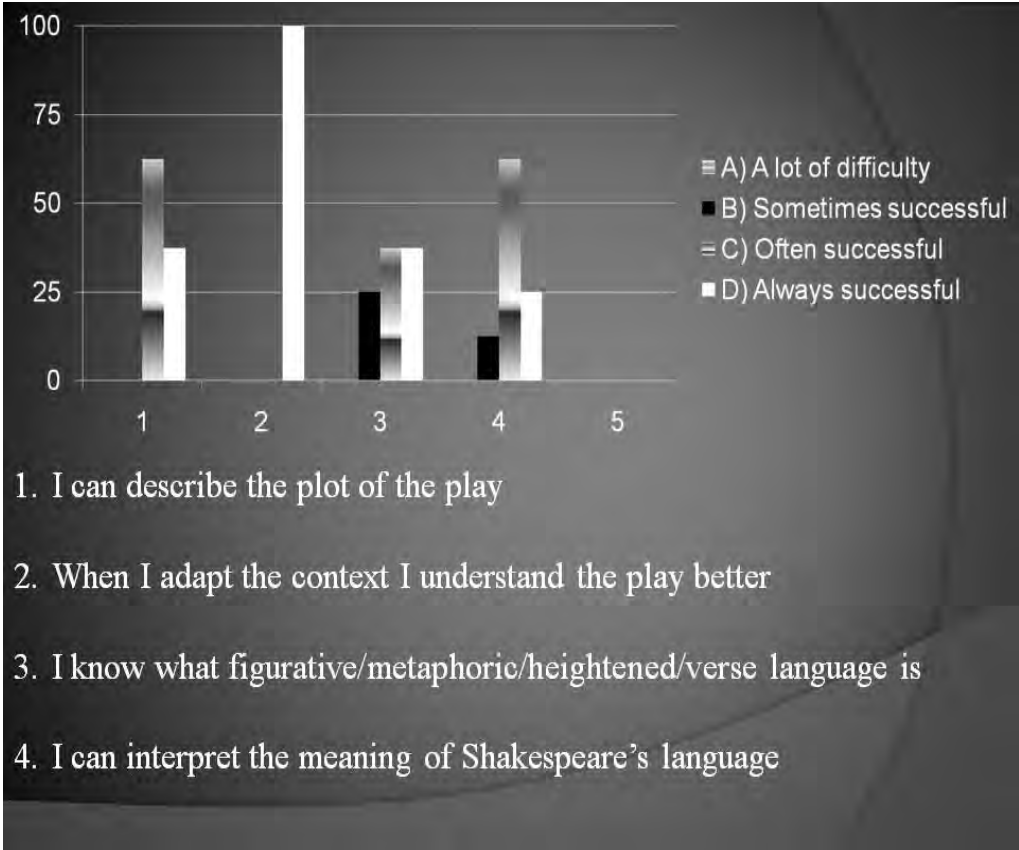 100
75
50
25
0
1 2 3 4 5
A) A lot of difficulty
B) Sometimes successful
C) Often successful
D) Always successful
1. I can describe the plot of the play
2. When I adapt the context I understand the play better
3. I know what figurative/metaphoric/heightened/verse language is
4. I can interpret the meaning of Shakespeare’s language